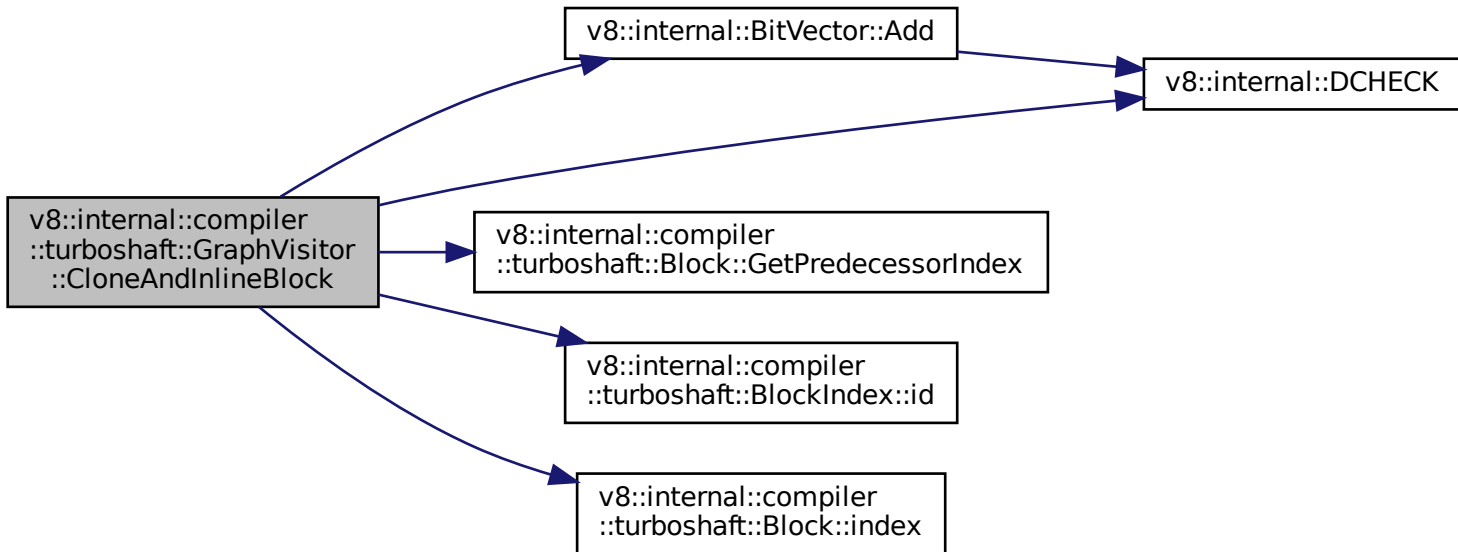 v8::internal::BitVector::Add
v8::internal::DCHECK
v8::internal::compiler
::turboshaft::GraphVisitor
::CloneAndInlineBlock
v8::internal::compiler
::turboshaft::Block::GetPredecessorIndex
v8::internal::compiler
::turboshaft::BlockIndex::id
v8::internal::compiler
::turboshaft::Block::index